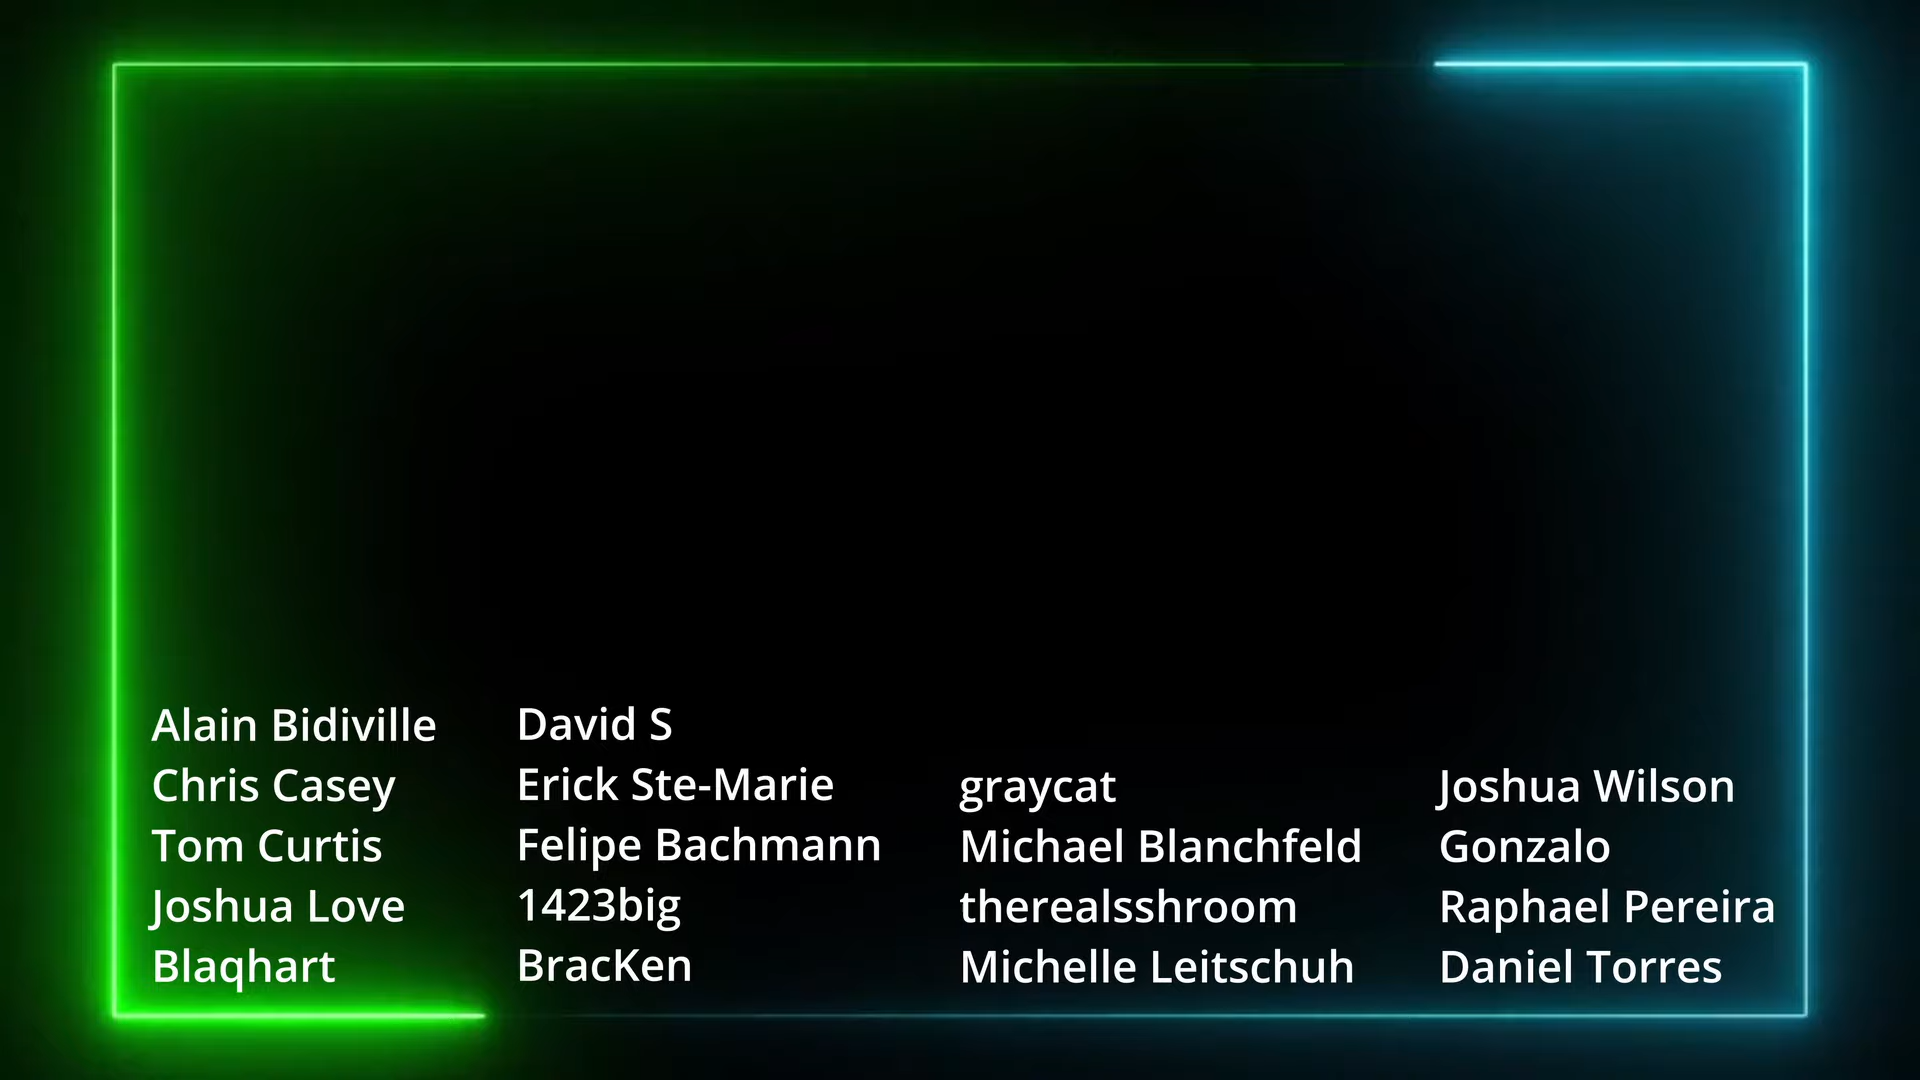 Alain Bidiville
Chris Casey
Tom Curtis
Joshua Love
Blaqhart
David S
Erick Ste-Marie
Felipe Bachmann
1423big
BracKen
graycat
Michael Blanchfeld
therealsshroom
Michelle Leitschuh
Joshua Wilson
Gonzalo
Raphael Pereira
Daniel Torres